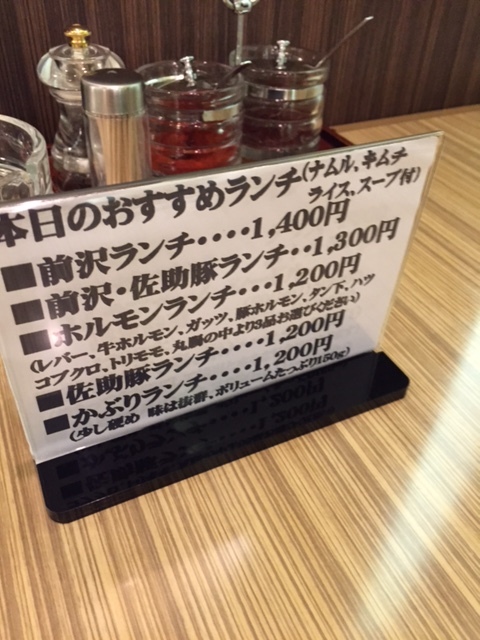 本日のおすすめランチ(ナムル、キムチ
ライス、スープ付)
■前沢ランチ・・・・1,400円
■前沢・佐助豚ランチ・・1,300円
■ホルモンランチ・・・1,200円
(レバー、牛ホルモン、ガッツ、豚ホルモン、タン下、ハツ
コブクロ、トリモモ、丸腸の中より3品お選びください)
■佐助豚ランチ・・・・1,200円
■かぶりランチ・・・・1,200円
(少し硬め 味は抜群、ボリュームたっぷり150g)